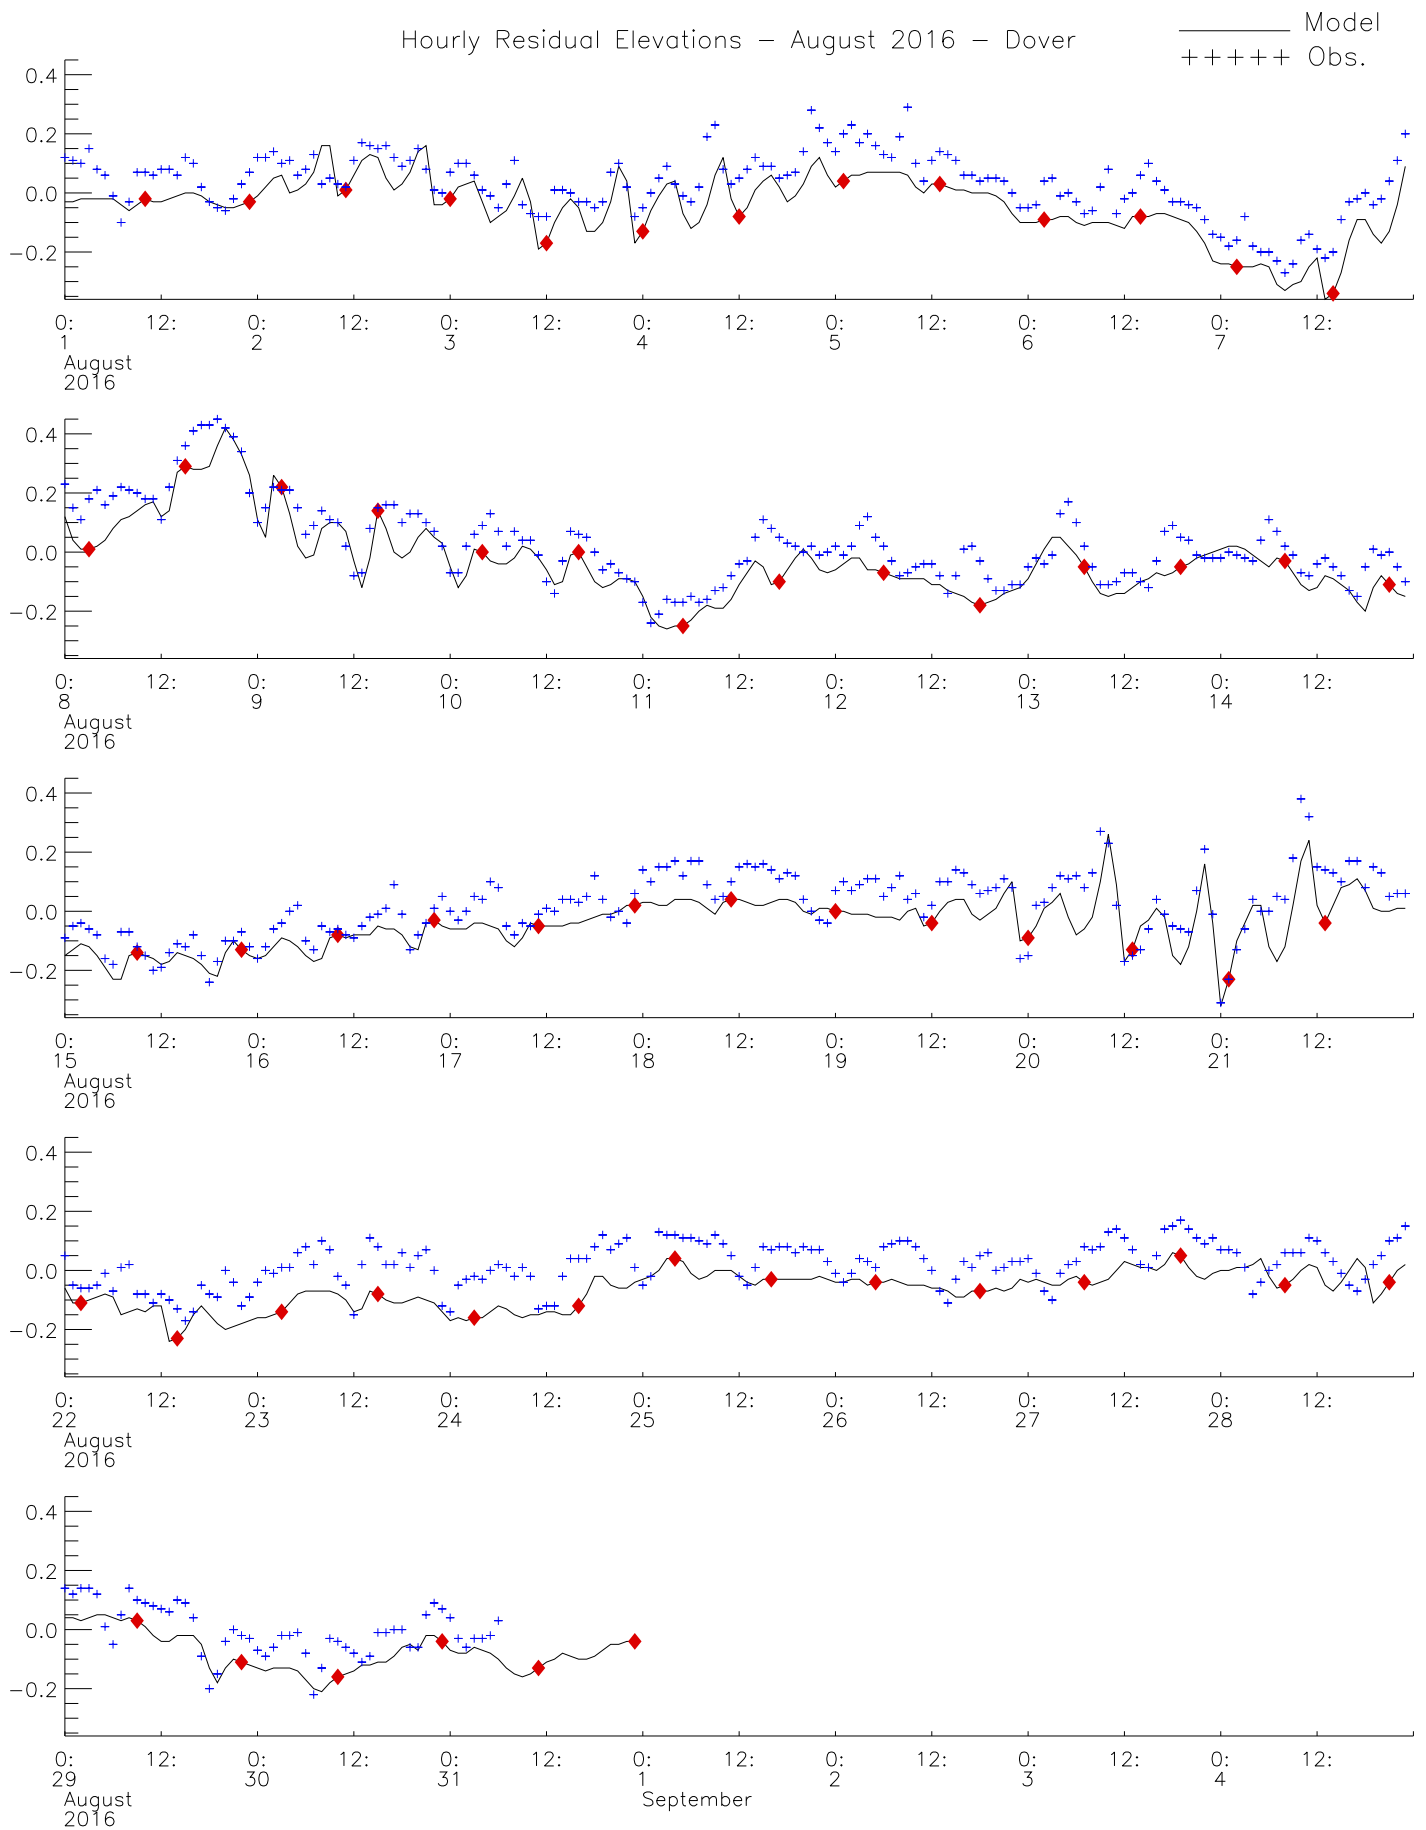 Hourly Residual Elevations – August 2016 – Dover
Model
+++++ Obs.
0.4
0.2
0.0
−0.2
0: 12: 0: 12: 0: 12: 0: 12: 0: 12: 0: 12: 0: 12:
1 2 3 4 5 6 7
August
2016
0.4
0.2
0.0
−0.2
0: 12: 0: 12: 0: 12: 0: 12: 0: 12: 0: 12: 0: 12:
8 9 10 11 12 13 14
August
2016
0.4
0.2
0.0
−0.2
0: 12: 0: 12: 0: 12: 0: 12: 0: 12: 0: 12: 0: 12:
15 16 17 18 19 20 21
August
2016
0.4
0.2
0.0
−0.2
0: 12: 0: 12: 0: 12: 0: 12: 0: 12: 0: 12: 0: 12:
22 23 24 25 26 27 28
August
2016
0.4
0.2
0.0
−0.2
0: 12: 0: 12: 0: 12: 0: 12: 0: 12: 0: 12: 0: 12:
29 30 31 1 2 3 4
August September
2016